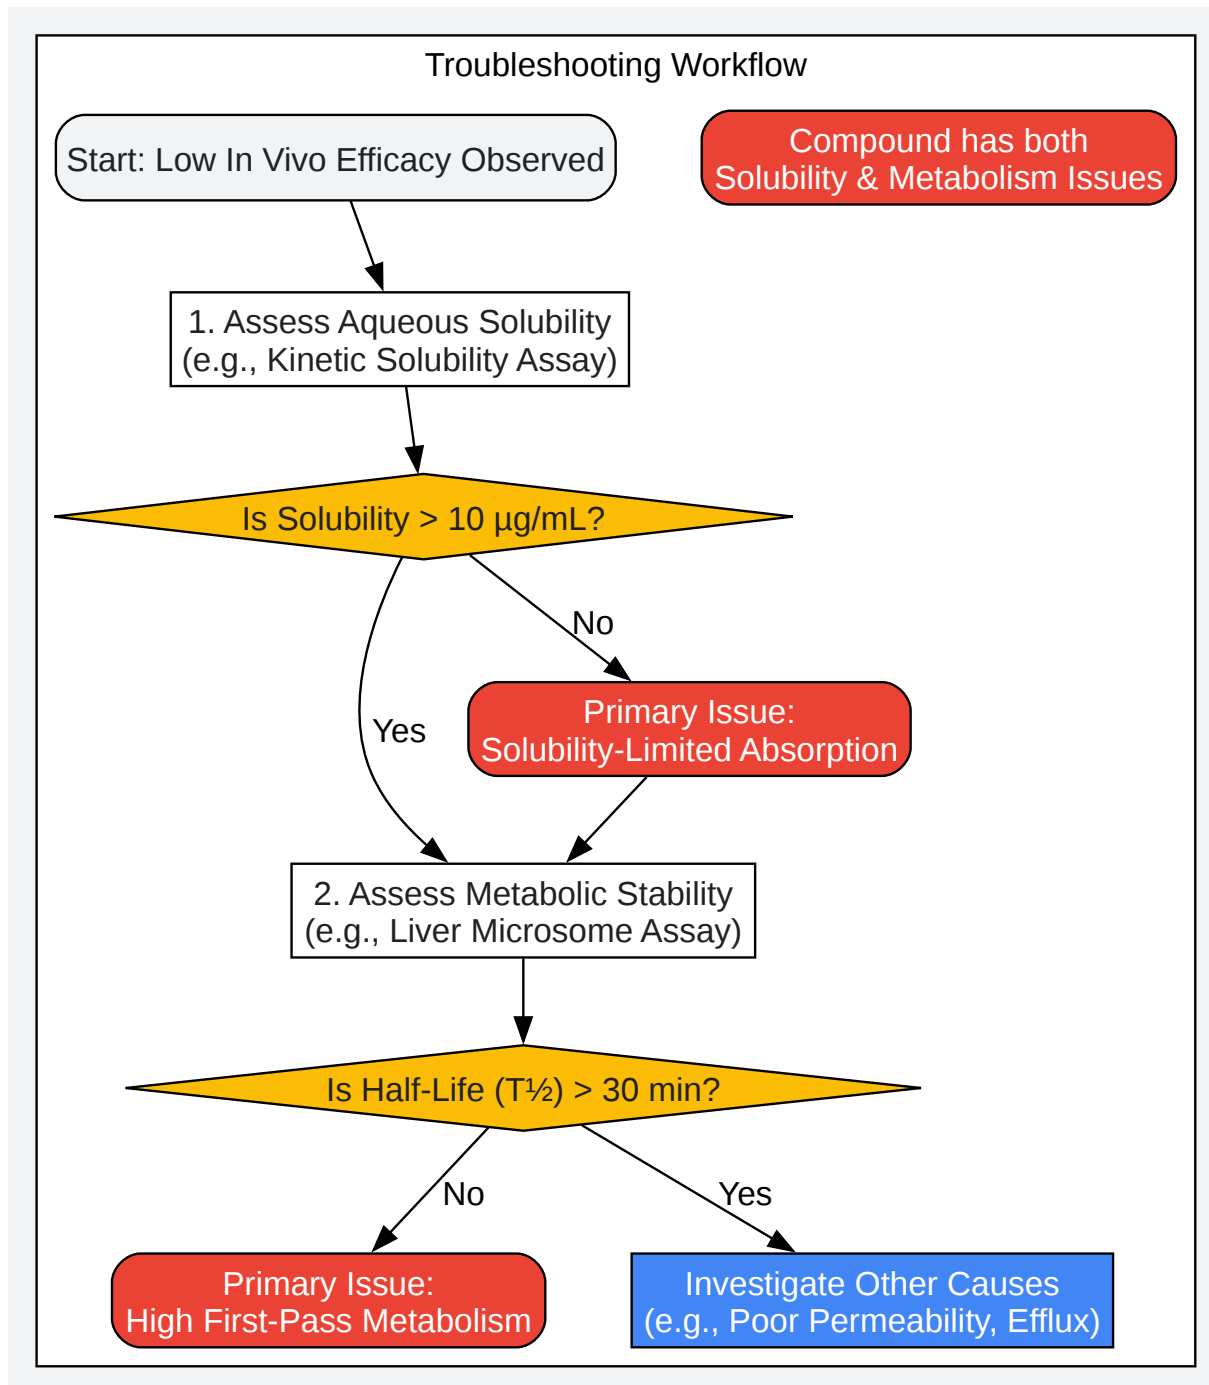 Troubleshooting Workflow
Start: Low In Vivo Efficacy Observed
Compound has both
Solubility & Metabolism Issues
1. Assess Aqueous Solubility
(e.g., Kinetic Solubility Assay)
Is Solubility > 10 µg/mL?
No
Yes
Primary Issue:
Solubility-Limited Absorption
2. Assess Metabolic Stability
(e.g., Liver Microsome Assay)
Is Half-Life (T½) > 30 min?
No
Yes
Primary Issue:
High First-Pass Metabolism
Investigate Other Causes
(e.g., Poor Permeability, Efflux)